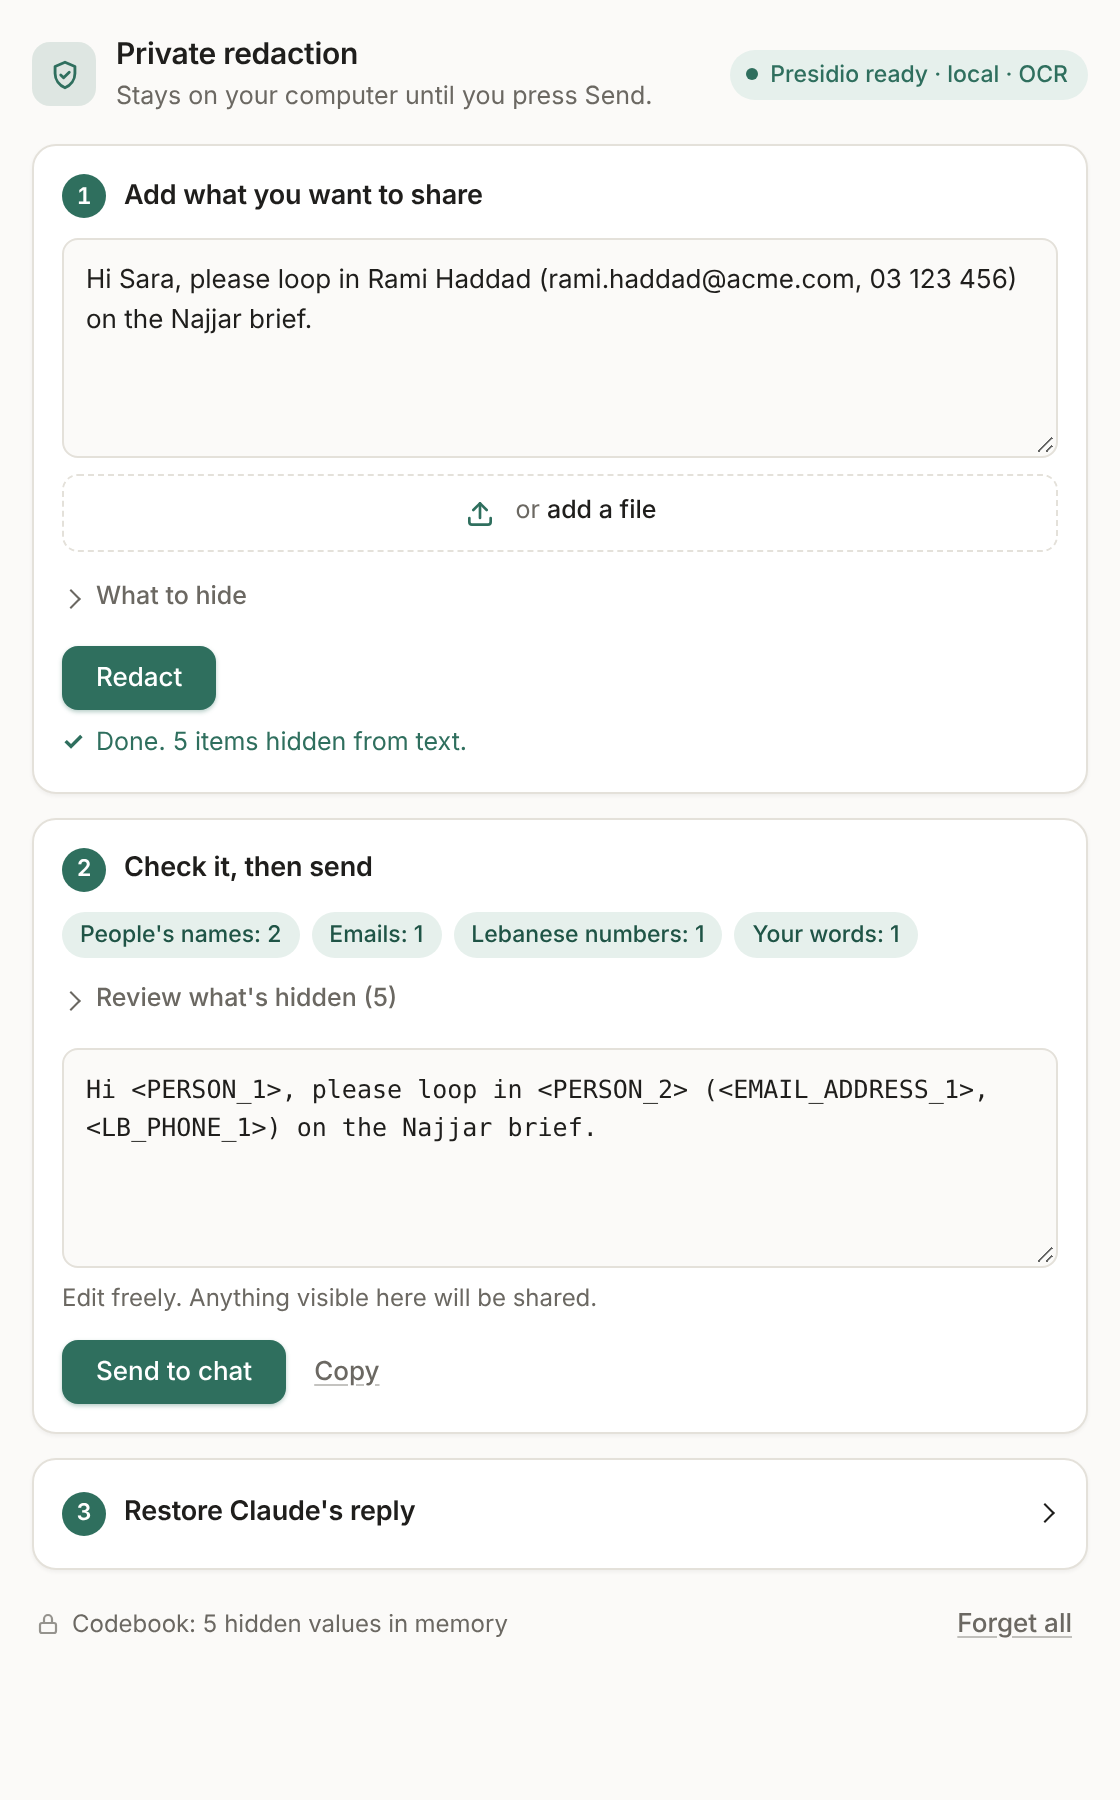 Private redaction
Stays on your computer until you press Send.
Presidio ready · local · OCR
1 Add what you want to share
Hi Sara, please loop in Rami Haddad (rami.haddad@acme.com, 03 123 456)
on the Najjar brief.
or add a file
What to hide
Redact
Done. 5 items hidden from text.
2 Check it, then send
People's names: 2 Emails: 1 Lebanese numbers: 1 Your words: 1
Review what's hidden (5)
Hi <PERSON_1>, please loop in <PERSON_2> (<EMAIL_ADDRESS_1>,
<LB_PHONE_1>) on the Najjar brief.
Edit freely. Anything visible here will be shared.
Send to chat Copy
3 Restore Claude's reply
Codebook: 5 hidden values in memory Forget all